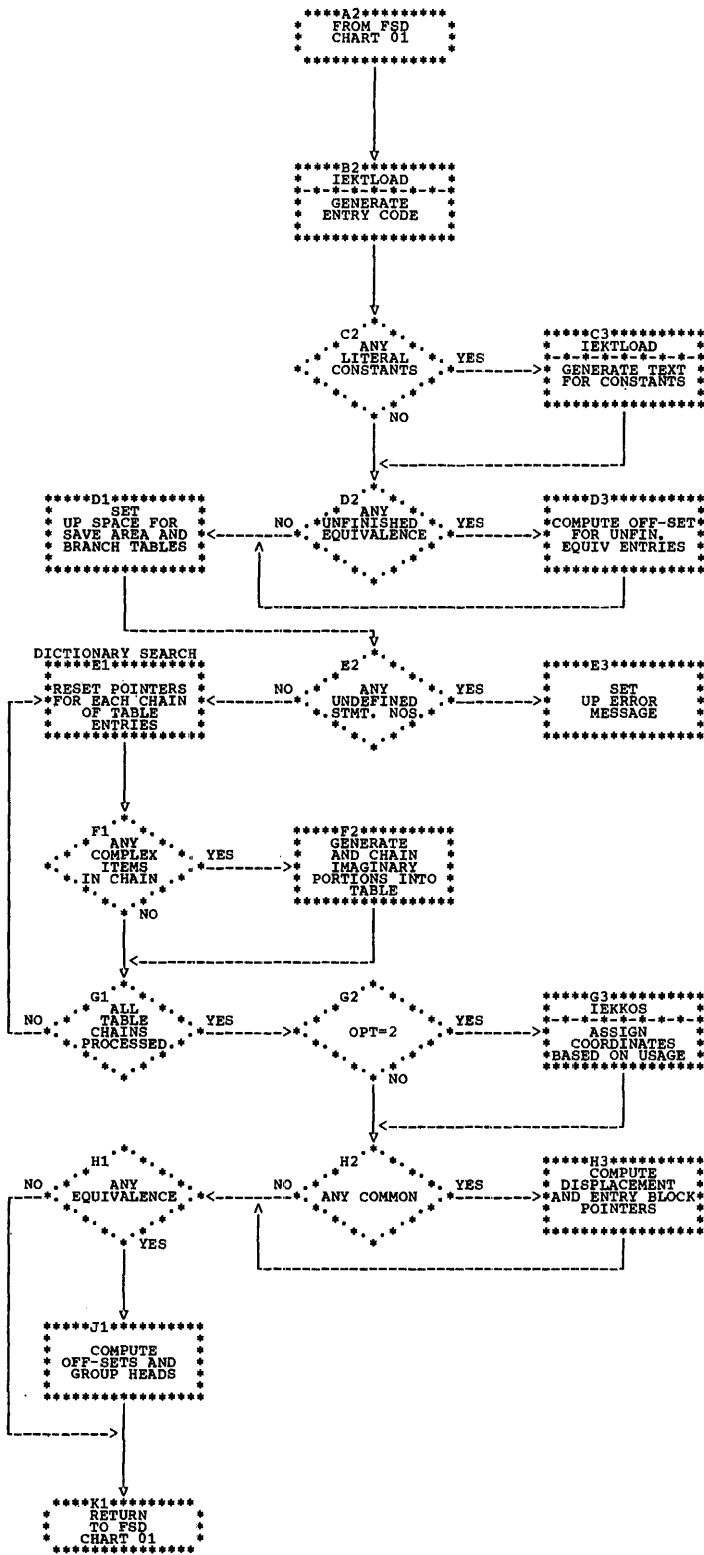 A2
FROM FSD
CHART 01
B2
IEKTLOAD
GENERATE
ENTRY CODE
C2
ANY
LITERAL
CONSTANTS
YES
NO
C3
IEKTLOAD
GENERATE TEXT
FOR CONSTANTS
D1
SET
UP SPACE FOR
SAVE AREA AND
BRANCH TABLES
NO
D2
ANY
UNFINISHED
EQUIVALENCE
YES
D3
COMPUTE OFF-SET
FOR UNFIN.
EQUIV ENTRIES
DICTIONARY SEARCH
E1
RESET POINTERS
FOR EACH CHAIN
OF TABLE
ENTRIES
NO
E2
ANY
UNDEFINED
STMT. NOS.
YES
E3
SET
UP ERROR
MESSAGE
F1
ANY
COMPLEX
ITEMS
IN CHAIN
YES
NO
F2
GENERATE
AND CHAIN
IMAGINARY
PORTIONS INTO
TABLE
NO
G1
ALL
TABLE
CHAINS
PROCESSED
YES
G2
OPT=2
YES
NO
G3
IEKKOS
ASSIGN
COORDINATES
BASED ON USAGE
NO
H1
ANY
EQUIVALENCE
YES
NO
H2
ANY COMMON
YES
H3
COMPUTE
DISPLACEMENT
AND ENTRY BLOCK
POINTERS
J1
COMPUTE
OFF-SETS AND
GROUP HEADS
K1
RETURN
TO FSD
CHART 01